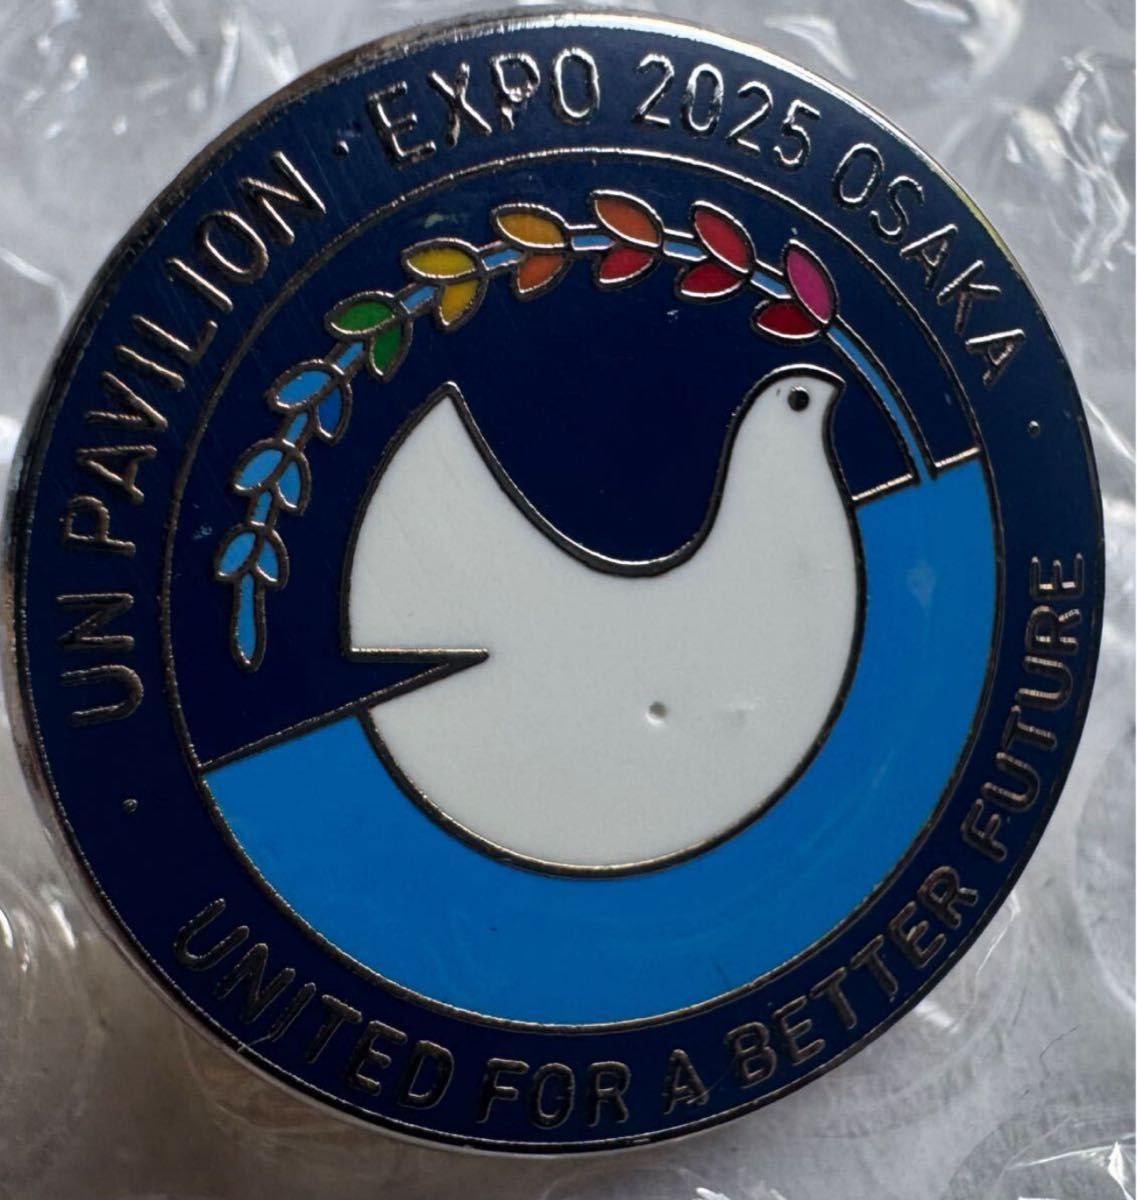 UN PAVILION · EXPO 2025 OSAKA
· UNITED FOR A BETTER FUTURE ·